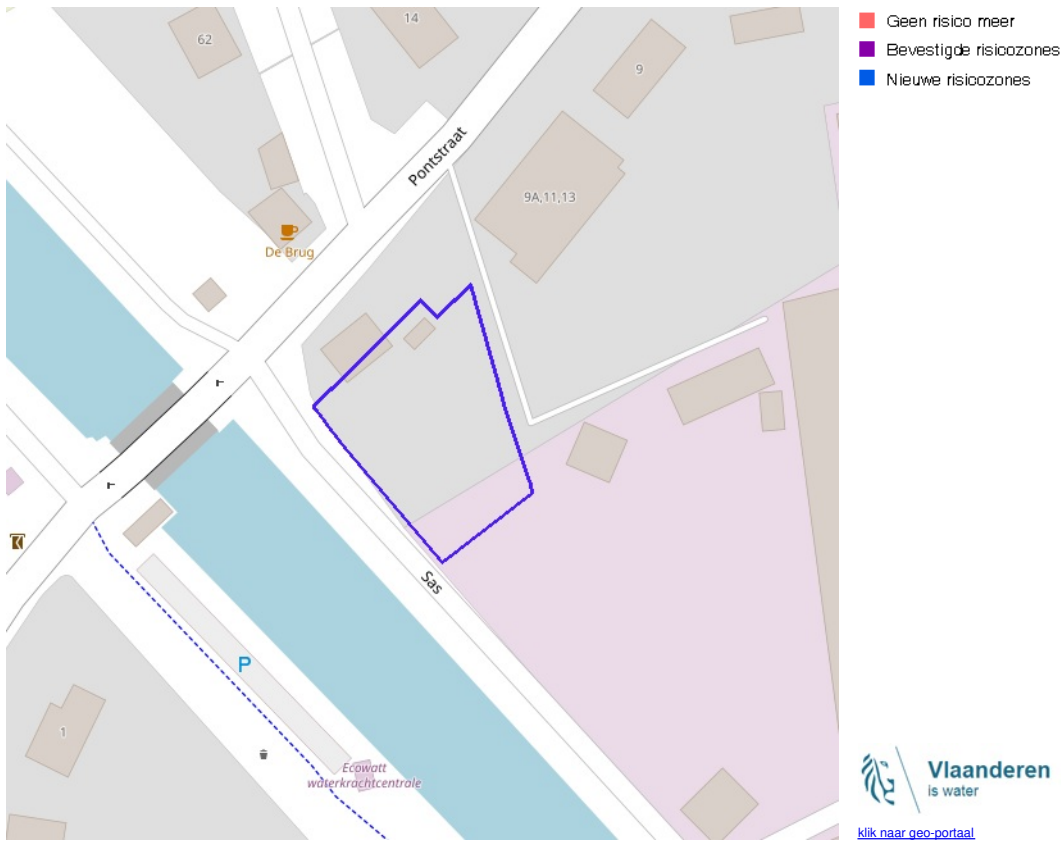 62
14
9
Pontstraat
9A,11,13
De Brug
Sas
P
1
Ecowatt
waterkrachtcentrale
Geen risico meer
Bevestigde risicozones
Nieuwe risicozones
Vlaanderen
is water
klik naar geo-portaal